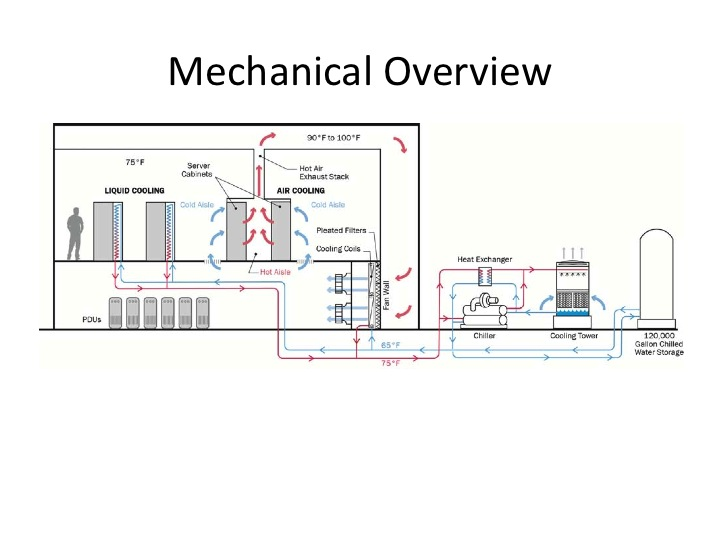 Mechanical Overview
90°F to 100°F
75°F
Server
Cabinets
Hot Air
Exhaust Stack
LIQUID COOLING
AIR COOLING
Cold Aisle
Cold Aisle
Pleated Filters
Cooling Coils
Hot Aisle
Fan Wall
Heat Exchanger
PDUs
Chiller
Cooling Tower
120,000
Gallon Chilled
Water Storage
65°F
75°F